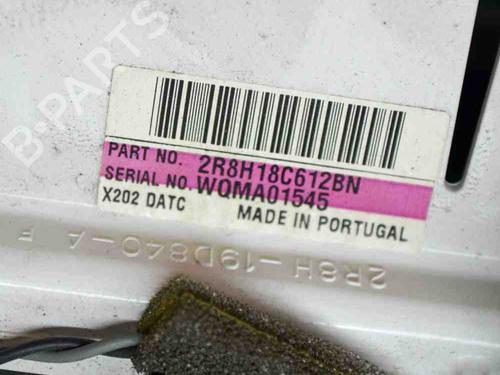 B-PARTS
PART NO. 2R8H18C612BN
SERIAL NO. WQMA01545
X202 DATC MADE IN PORTUGAL
2R8H-19D840-A F